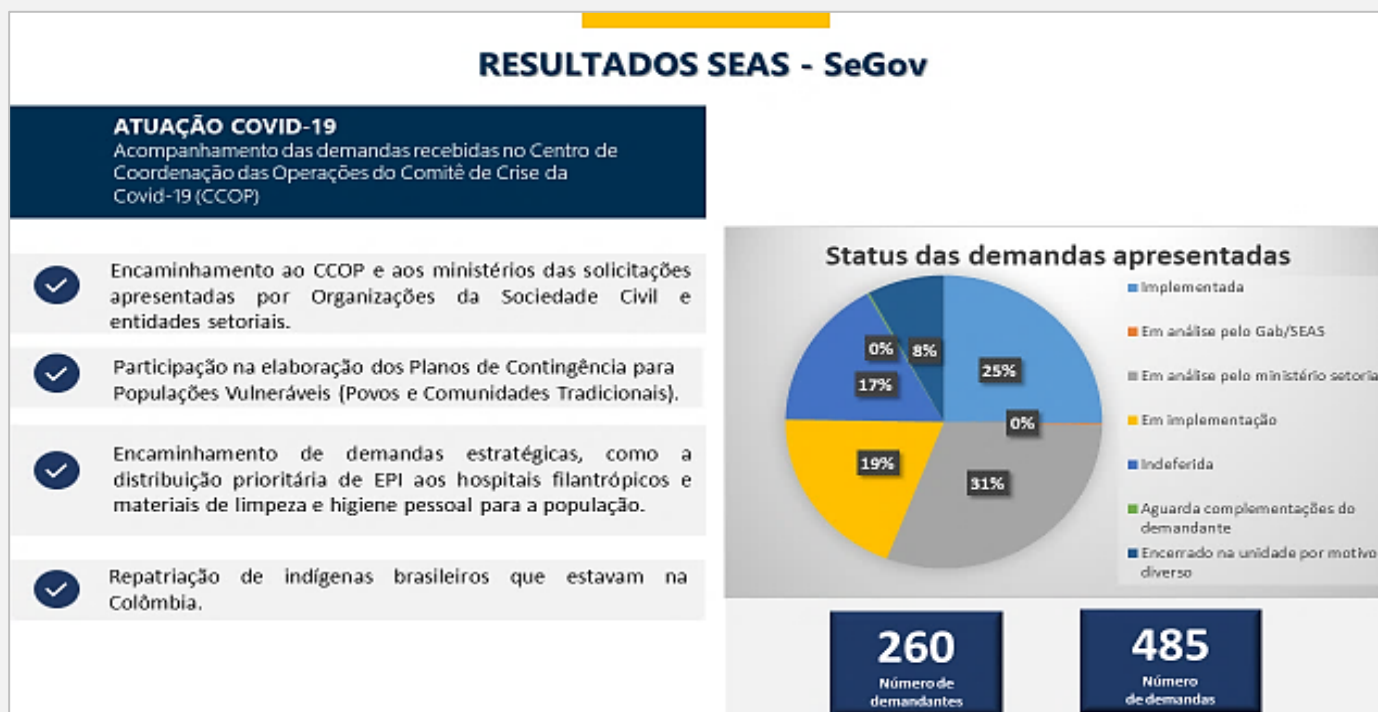 RESULTADOS SEAS - SeGov
ATUAÇÃO COVID-19
Acompanhamento das demandas recebidas no Centro de
Coordenação das Operações do Comitê de Crise da
Covid-19 (CCOP)
Encaminhamento ao CCOP e aos ministérios das solicitações
apresentadas por Organizações da Sociedade Civil e
entidades setoriais.
Participação na elaboração dos Planos de Contingência para
Populações Vulneráveis (Povos e Comunidades Tradicionais).
Encaminhamento de demandas estratégicas, como a
distribuição prioritária de EPI aos hospitais filantrópicos e
materiais de limpeza e higiene pessoal para a população.
Repatriação de indígenas brasileiros que estavam na
Colômbia.
Status das demandas apresentadas
0%
8%
25%
17%
0%
19%
31%
Implementada
Em análise pelo Gab/SEAS
Em análise pelo ministério setoria
Em implementação
Indeferida
Aguarda complementações do
demandante
Encerrado na unidade por motivo
diverso
260
Número de
demandantes
485
Número
de demandas